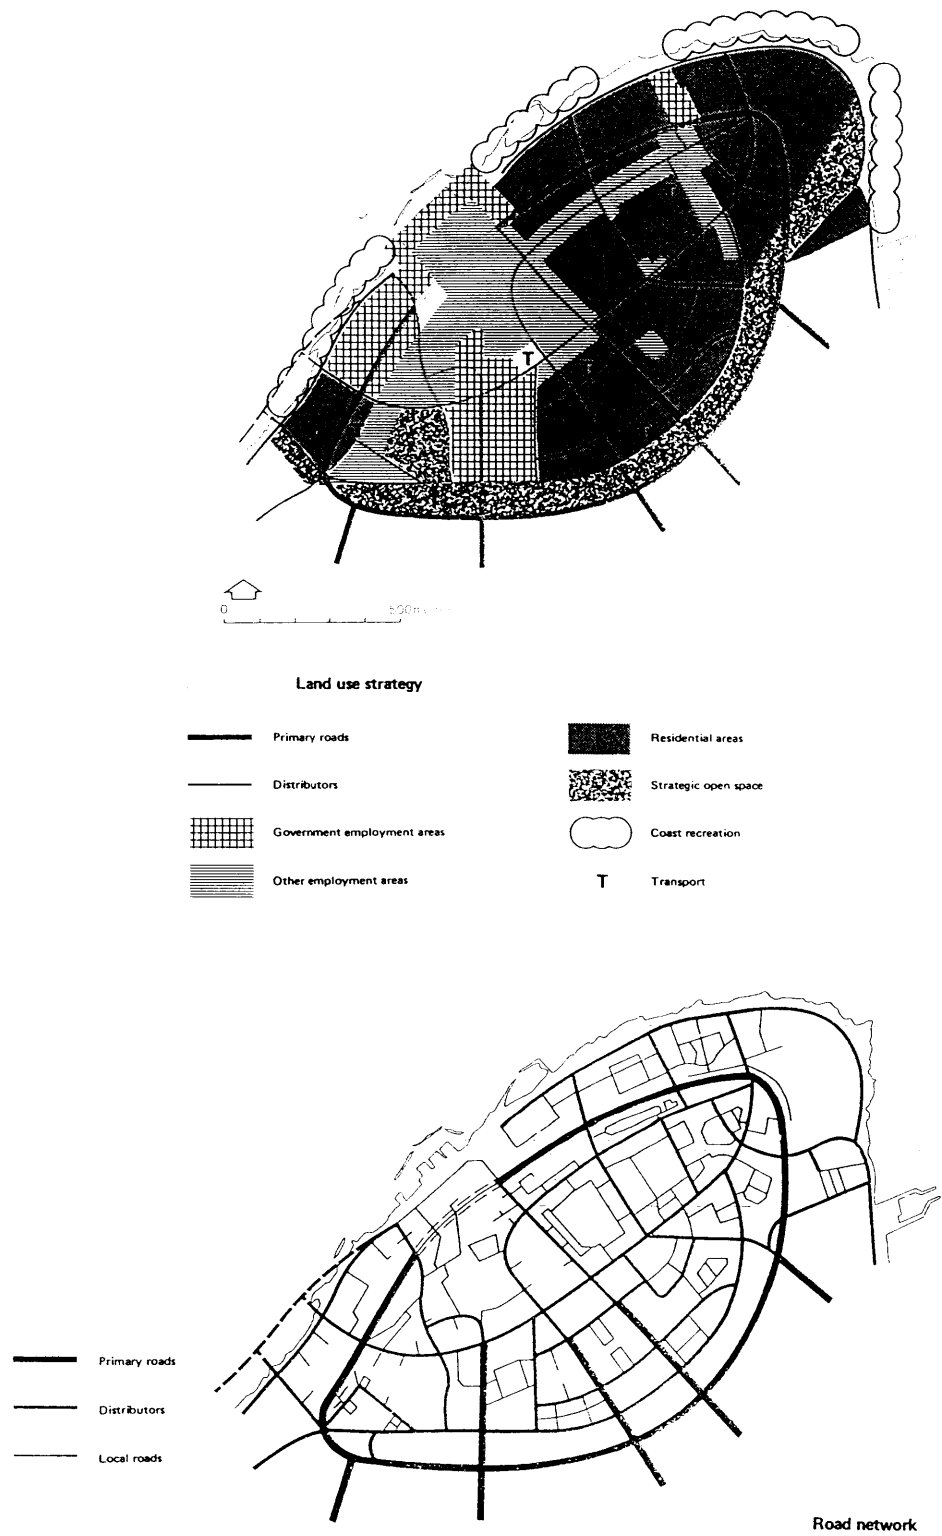 T
0 500m
Land use strategy
Primary roads
Residential areas
Distributors
Strategic open space
Government employment areas
Coast recreation
Other employment areas
T Transport
Primary roads
Distributors
Local roads
Road network